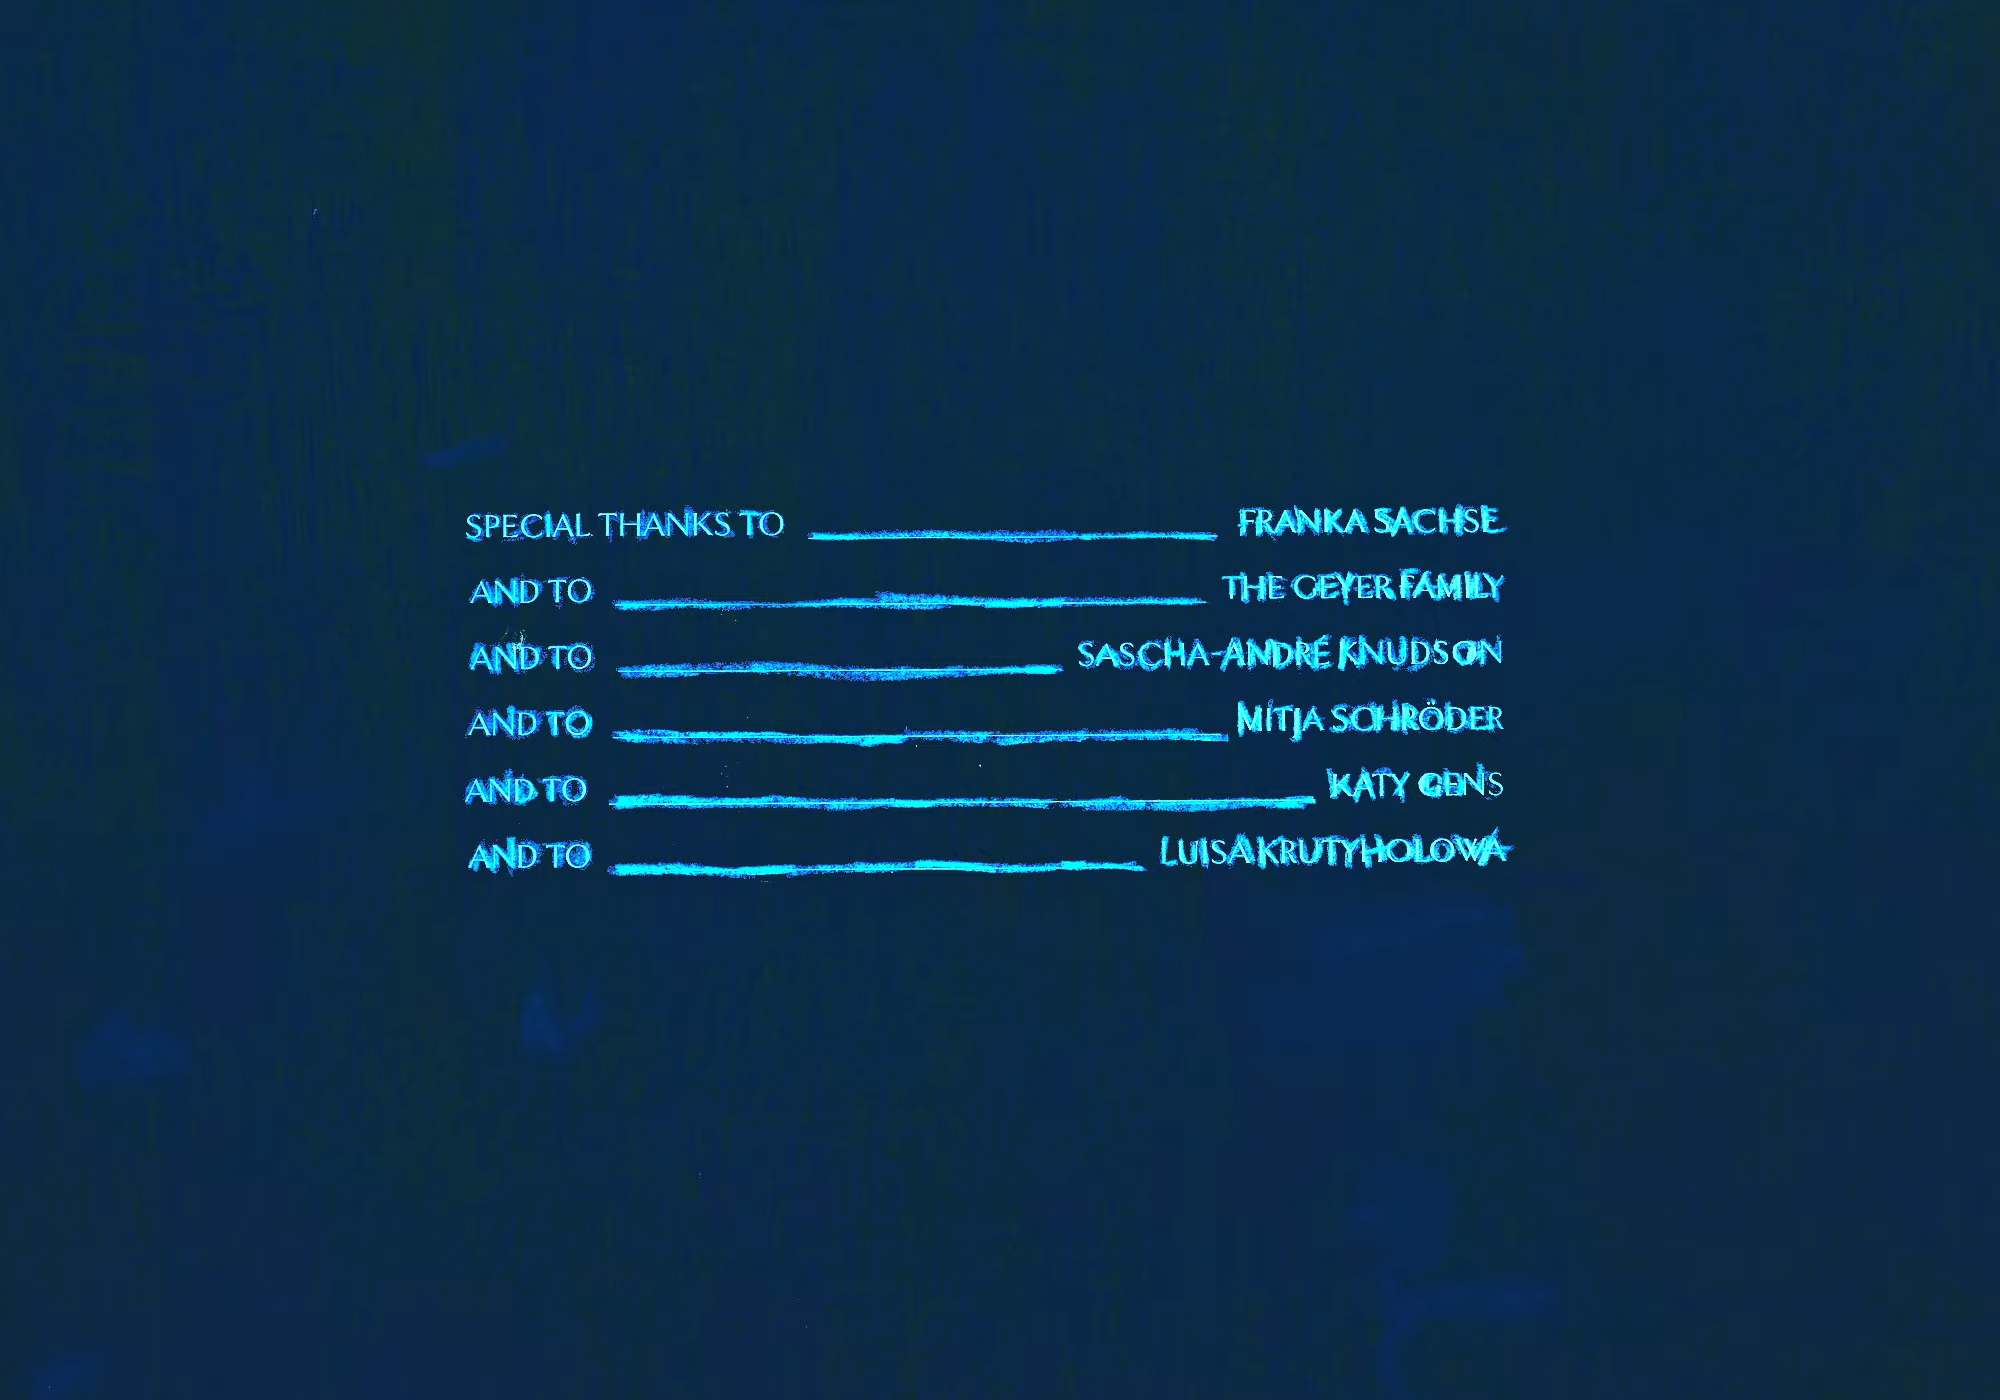 SPECIAL THANKS TO FRANKA SACHSE
AND TO THE GEYER FAMILY
AND TO SASCHA-ANDRÉ KNUDSON
AND TO MITJA SCHRÖDER
AND TO KATY GENS
AND TO LUISA KRUTYHOLOWA